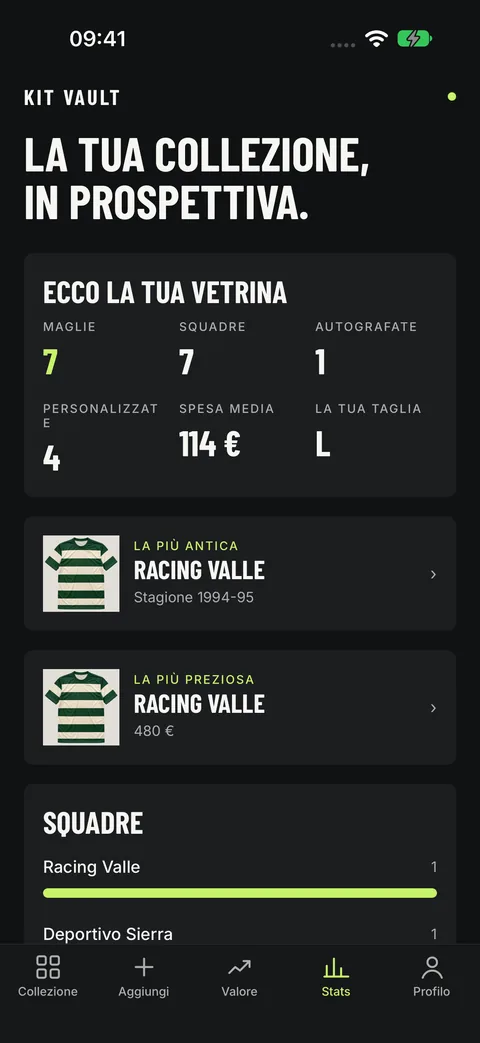 09:41
KIT VAULT
LA TUA COLLEZIONE,
IN PROSPETTIVA.
ECCO LA TUA VETRINA
MAGLIE
7
SQUADRE
7
AUTOGRAFATE
1
PERSONALIZZAT
E
4
SPESA MEDIA
114 €
LA TUA TAGLIA
L
LA PIÙ ANTICA
RACING VALLE
Stagione 1994-95
LA PIÙ PREZIOSA
RACING VALLE
480 €
SQUADRE
Racing Valle 1
Deportivo Sierra 1
Collezione Aggiungi Valore Stats Profilo